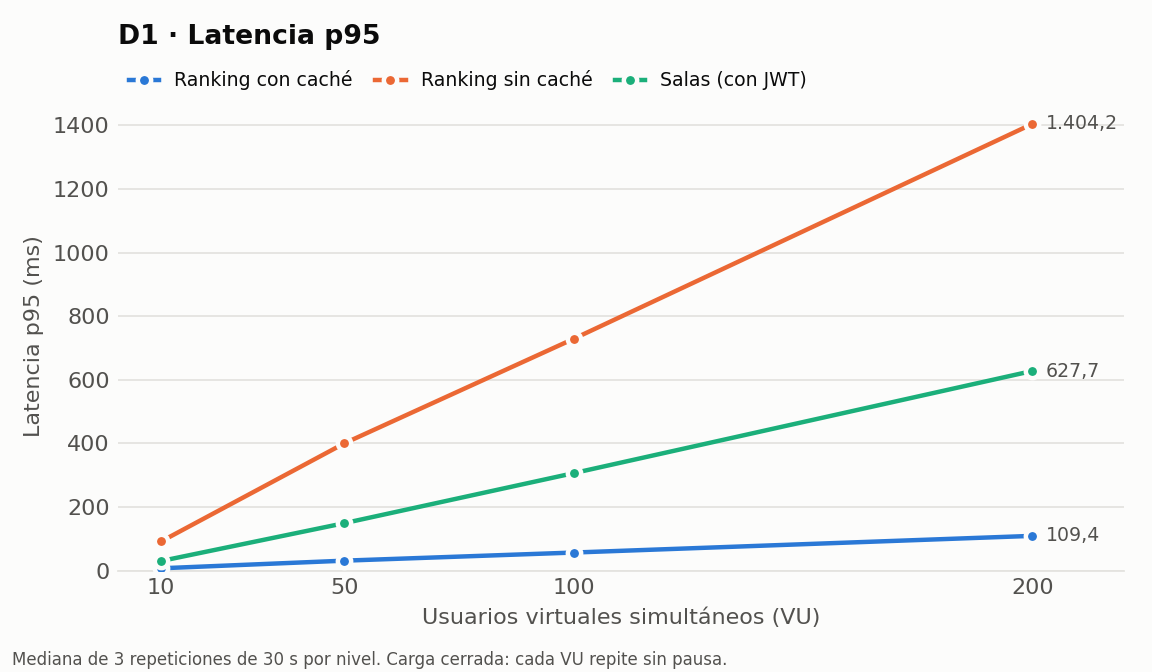 D1 · Latencia p95
Ranking con caché
Ranking sin caché
Salas (con JWT)
Latencia p95 (ms)
1400
1200
1000
800
600
400
200
0
1.404,2
627,7
109,4
10
50
100
200
Usuarios virtuales simultáneos (VU)
Mediana de 3 repeticiones de 30 s por nivel. Carga cerrada: cada VU repite sin pausa.